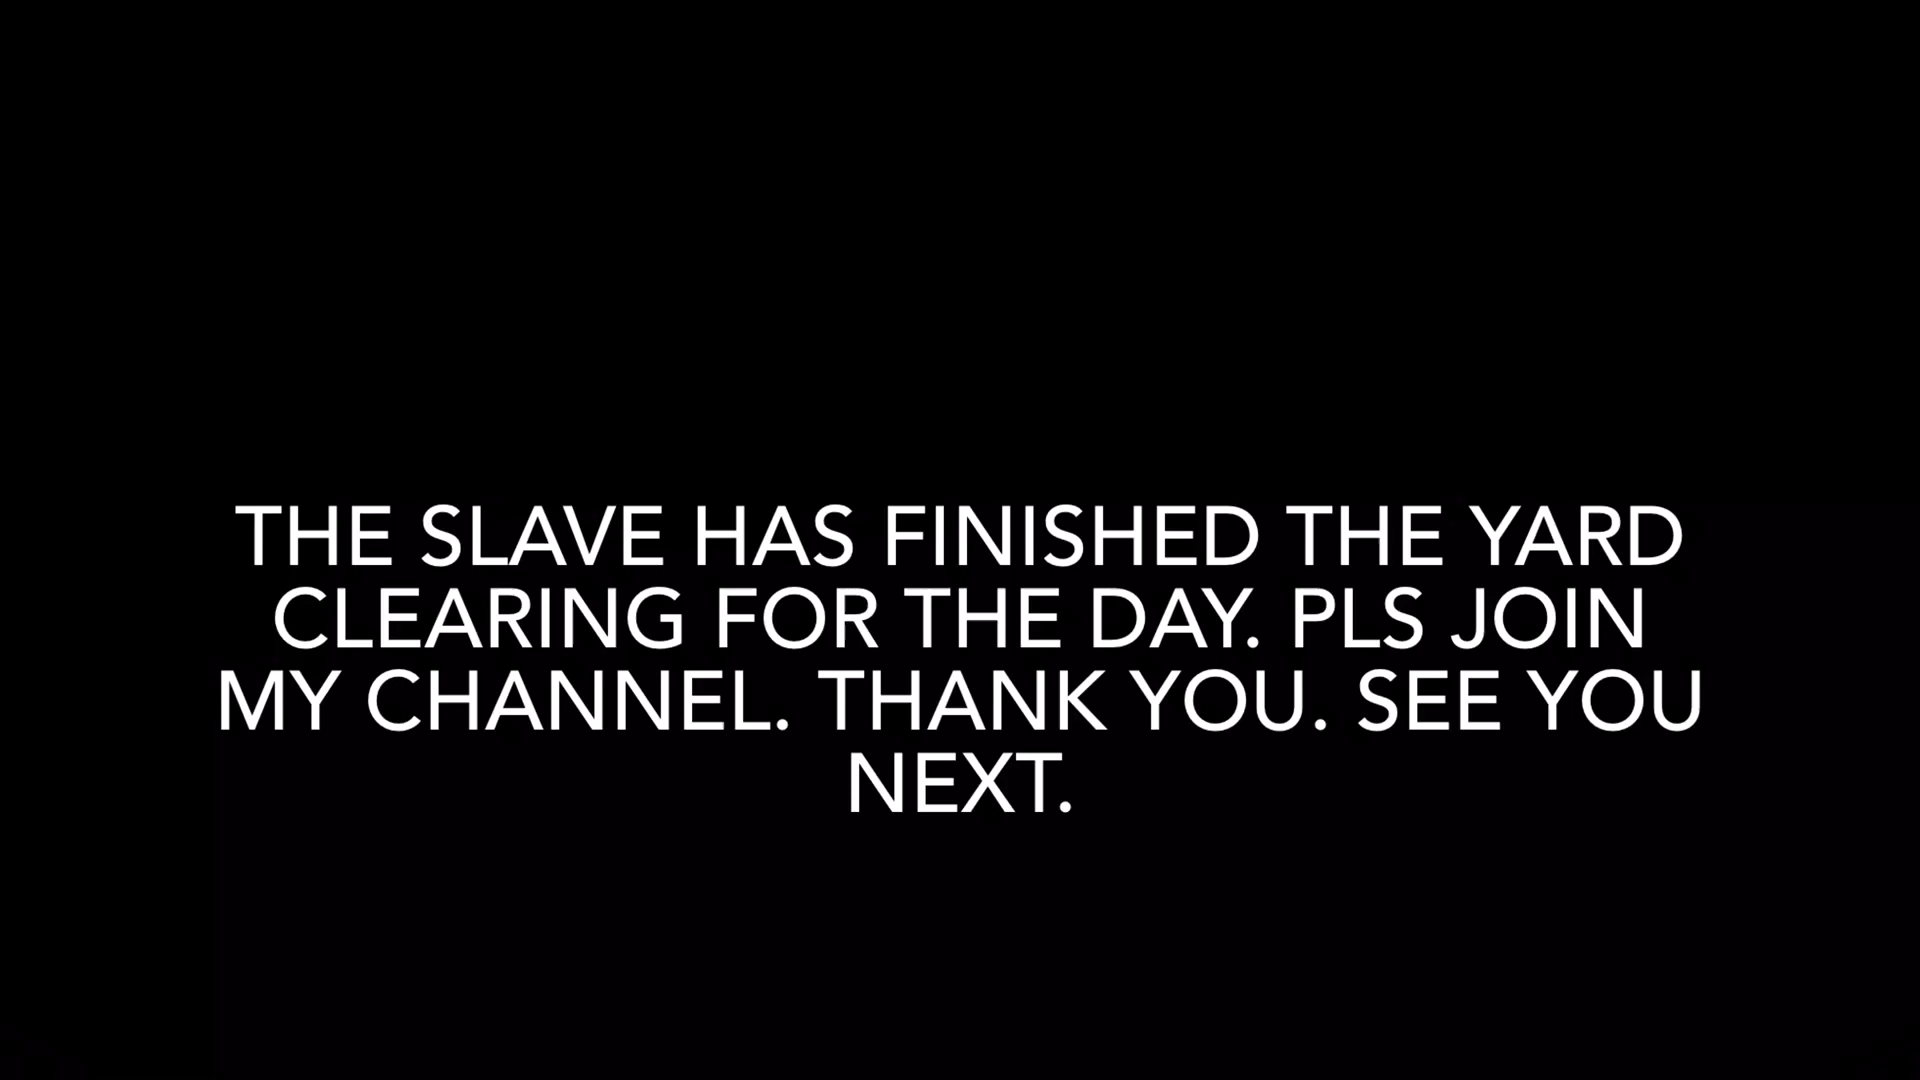 THE SLAVE HAS FINISHED THE YARD
CLEARING FOR THE DAY. PLS JOIN
MY CHANNEL. THANK YOU. SEE YOU
NEXT.